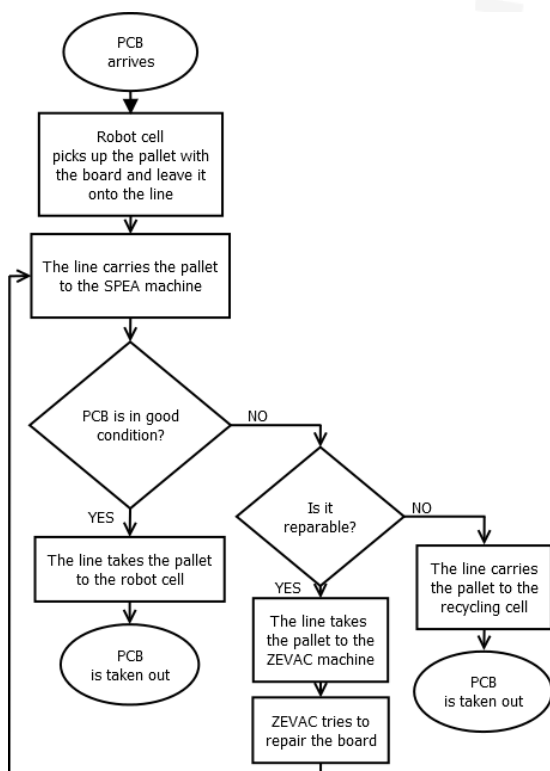 PCB
arrives
Robot cell
picks up the pallet with
the board and leave it
onto the line
The line carries the pallet
to the SPEA machine
PCB is in good
condition?
NO
YES
Is it
reparable?
NO
YES
The line takes the pallet
to the robot cell
The line carries
the pallet to the
recycling cell
The line takes
the pallet to the
ZEVAC machine
PCB
is taken out
PCB
is taken out
ZEVAC tries to
repair the board